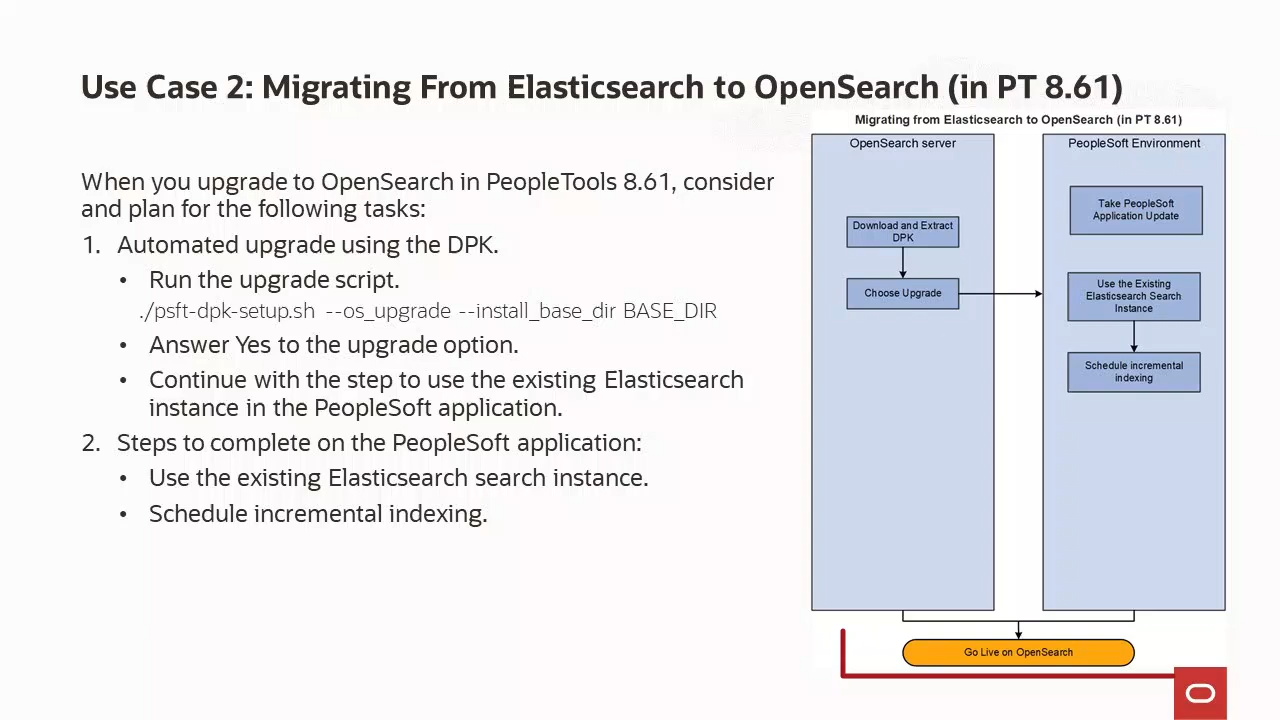 Use Case 2: Migrating From Elasticsearch to OpenSearch (in PT 8.61)
When you upgrade to OpenSearch in PeopleTools 8.61, consider
and plan for the following tasks:
1. Automated upgrade using the DPK.
• Run the upgrade script.
./psft-dpk-setup.sh --os_upgrade --install_base_dir BASE_DIR
• Answer Yes to the upgrade option.
• Continue with the step to use the existing Elasticsearch
instance in the PeopleSoft application.
2. Steps to complete on the PeopleSoft application:
• Use the existing Elasticsearch search instance.
• Schedule incremental indexing.
Migrating from Elasticsearch to OpenSearch (in PT 8.61)
OpenSearch server
Download and Extract
DPK
Choose Upgrade
PeopleSoft Environment
Take PeopleSoft
Application Update
Use the Existing
Elasticsearch Search
Instance
Schedule incremental
indexing
Go Live on OpenSearch